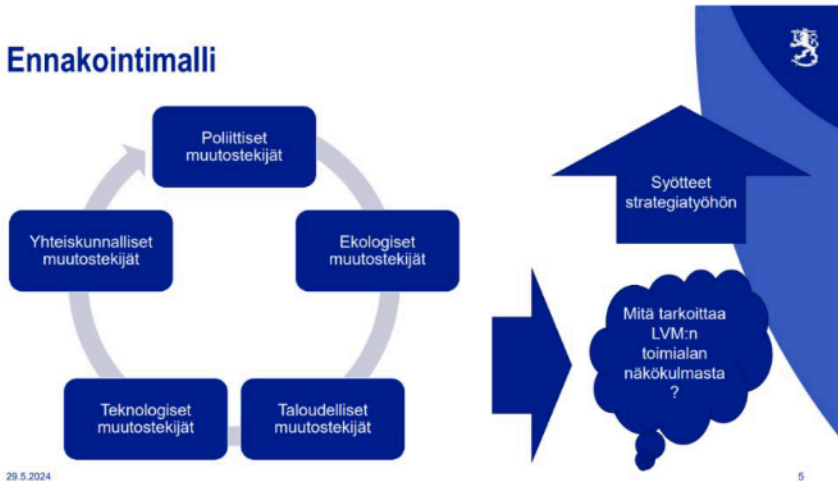 Ennakointimalli
Poliittiset
muutostekijät
Ekologiset
muutostekijät
Taloudelliset
muutostekijät
Teknologiset
muutostekijät
Yhteiskunnalliset
muutostekijät
Syötteet
strategiatyöhön
Mitä tarkoittaa
LVM:n
toimialan
näkökulmasta
?
29.5.2024
5